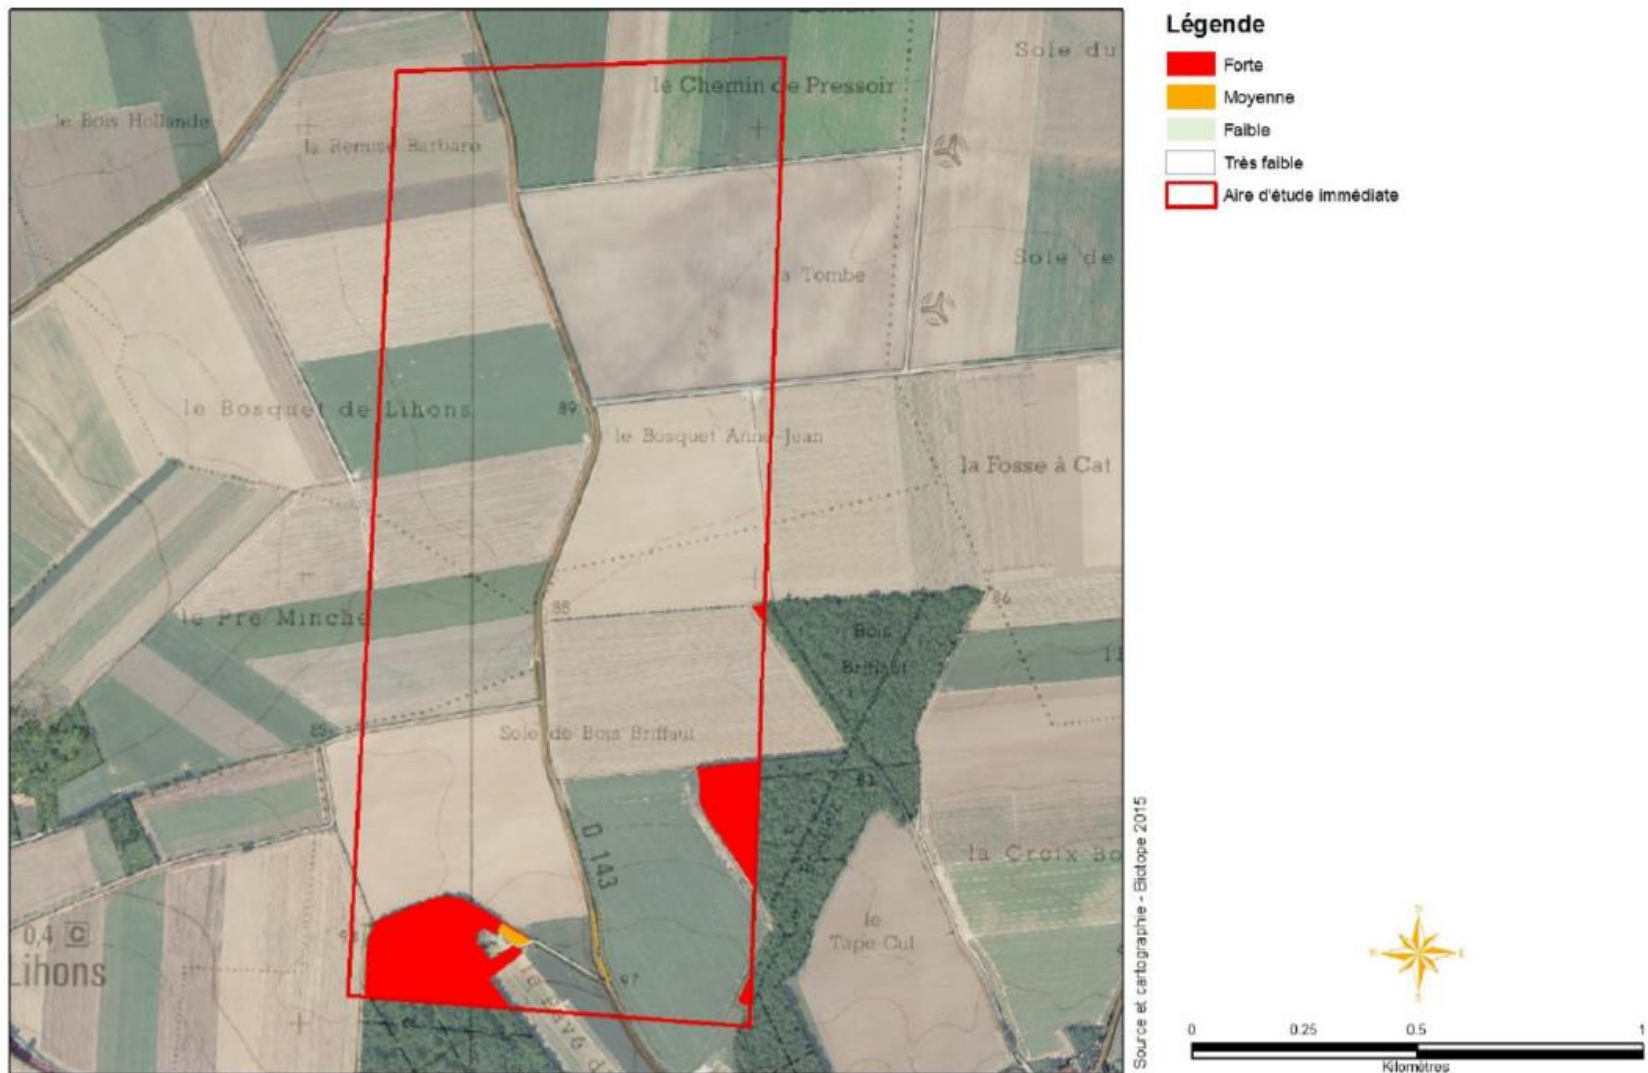 Légende
Forte
Moyenne
Faible
Très faible
Aire d'étude immédiate
Sole du
le Chemin de Pressoir
le Bois Hollande
la Remise Barbare
Sole de
la Tombe
le Bosquet de Lihons
89
le Bosquet Anne-Jean
la Fosse à Cat
86
88
le Pré Minche
Bois
Briffaut
89
Sole de Bois Briffaut
D 143
la Croix Bo
le
Tape-Cul
0,4 C
Lihons
97
le Pavé d
Source et cartographie - Biotope 2015
0 0.25 0.5 1
Kilomètres